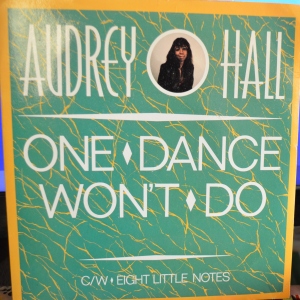 AUDREY HALL
ONE♦DANCE
WON'T♦DO
C/W♦EIGHT LITTLE NOTES